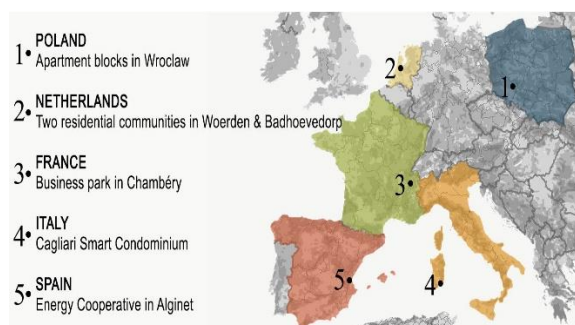 1 POLAND
Apartment blocks in Wroclaw
2 NETHERLANDS
Two residential communities in Woerden & Badhoevedorp
3 FRANCE
Business park in Chambéry
4 ITALY
Cagliari Smart Condominium
5 SPAIN
Energy Cooperative in Alginet
2
1
3
5
4